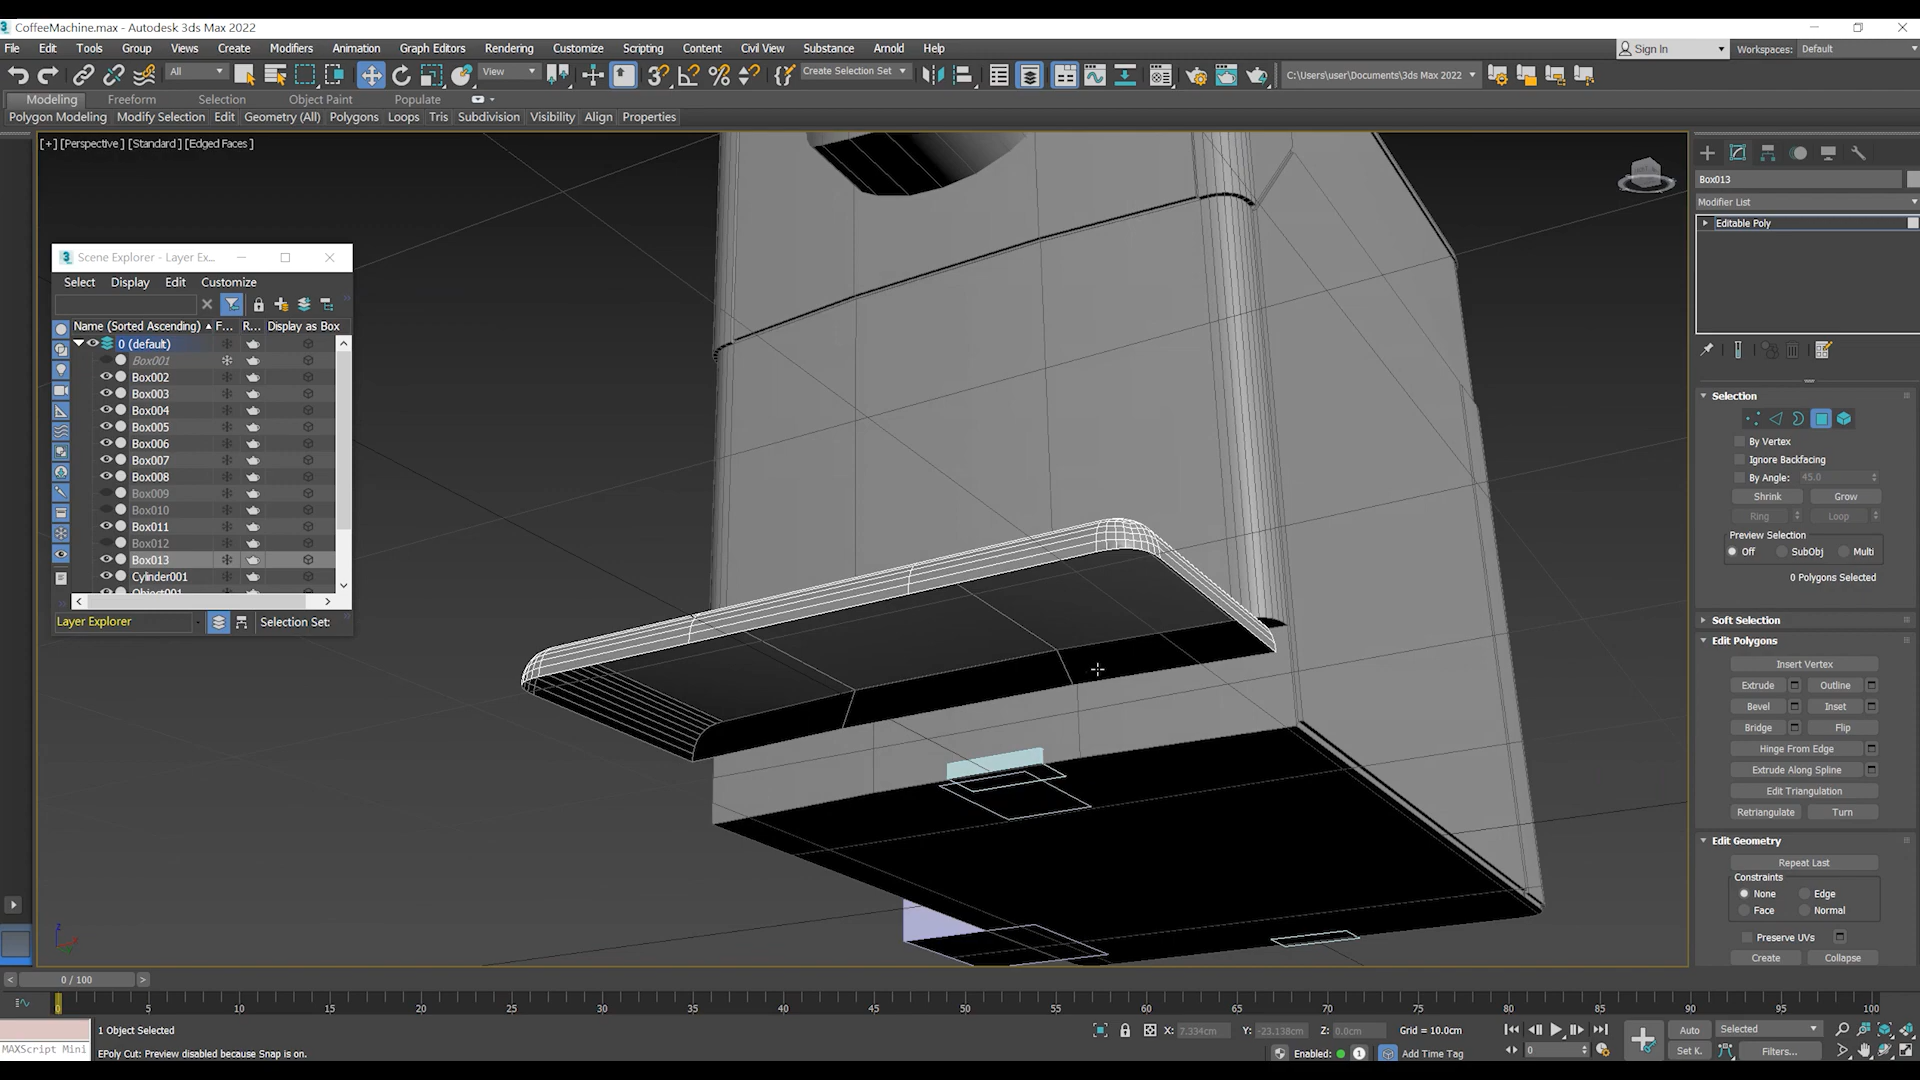 CoffeeMachine.max - Autodesk 3ds Max 2022
File Edit Tools Group Views Create Modifiers Animation Graph Editors Rendering Customize Scripting Content Civil View Substance Arnold Help
Sign In Workspaces: Default
All View Create Selection Set C:\Users\user\Documents\3ds Max 2022
Modeling Freeform Selection Object Paint Populate
Polygon Modeling Modify Selection Edit Geometry (All) Polygons Loops Tris Subdivision Visibility Align Properties
[+] [Perspective ] [Standard ] [Edged Faces ]
Scene Explorer - Layer Ex...
Select Display Edit Customize
Name (Sorted Ascending) F... R... Display as Box
0 (default)
Box001
Box002
Box003
Box004
Box005
Box006
Box007
Box008
Box009
Box010
Box011
Box012
Box013
Cylinder001
Object001
Layer Explorer Selection Set:
Box013
Modifier List
Editable Poly
Selection
By Vertex
Ignore Backfacing
By Angle: 45.0
Shrink Grow
Ring Loop
Preview Selection
Off SubObj Multi
0 Polygons Selected
Soft Selection
Edit Polygons
Insert Vertex
Extrude Outline
Bevel Inset
Bridge Flip
Hinge From Edge
Extrude Along Spline
Edit Triangulation
Retriangulate Turn
Edit Geometry
Repeat Last
Constraints
None Edge
Face Normal
Preserve UVs
Create Collapse
0 / 100
0 5 10 15 20 25 30 35 40 45 50 55 60 65 70 75 80 85 90 95 100
1 Object Selected X: 7.334cm Y: -23.138cm Z: 0.0cm Grid = 10.0cm Auto Selected
MAXScript Mini EPoly Cut: Preview disabled because Snap is on. Enabled: 1 Add Time Tag 0 Set K. Filters...